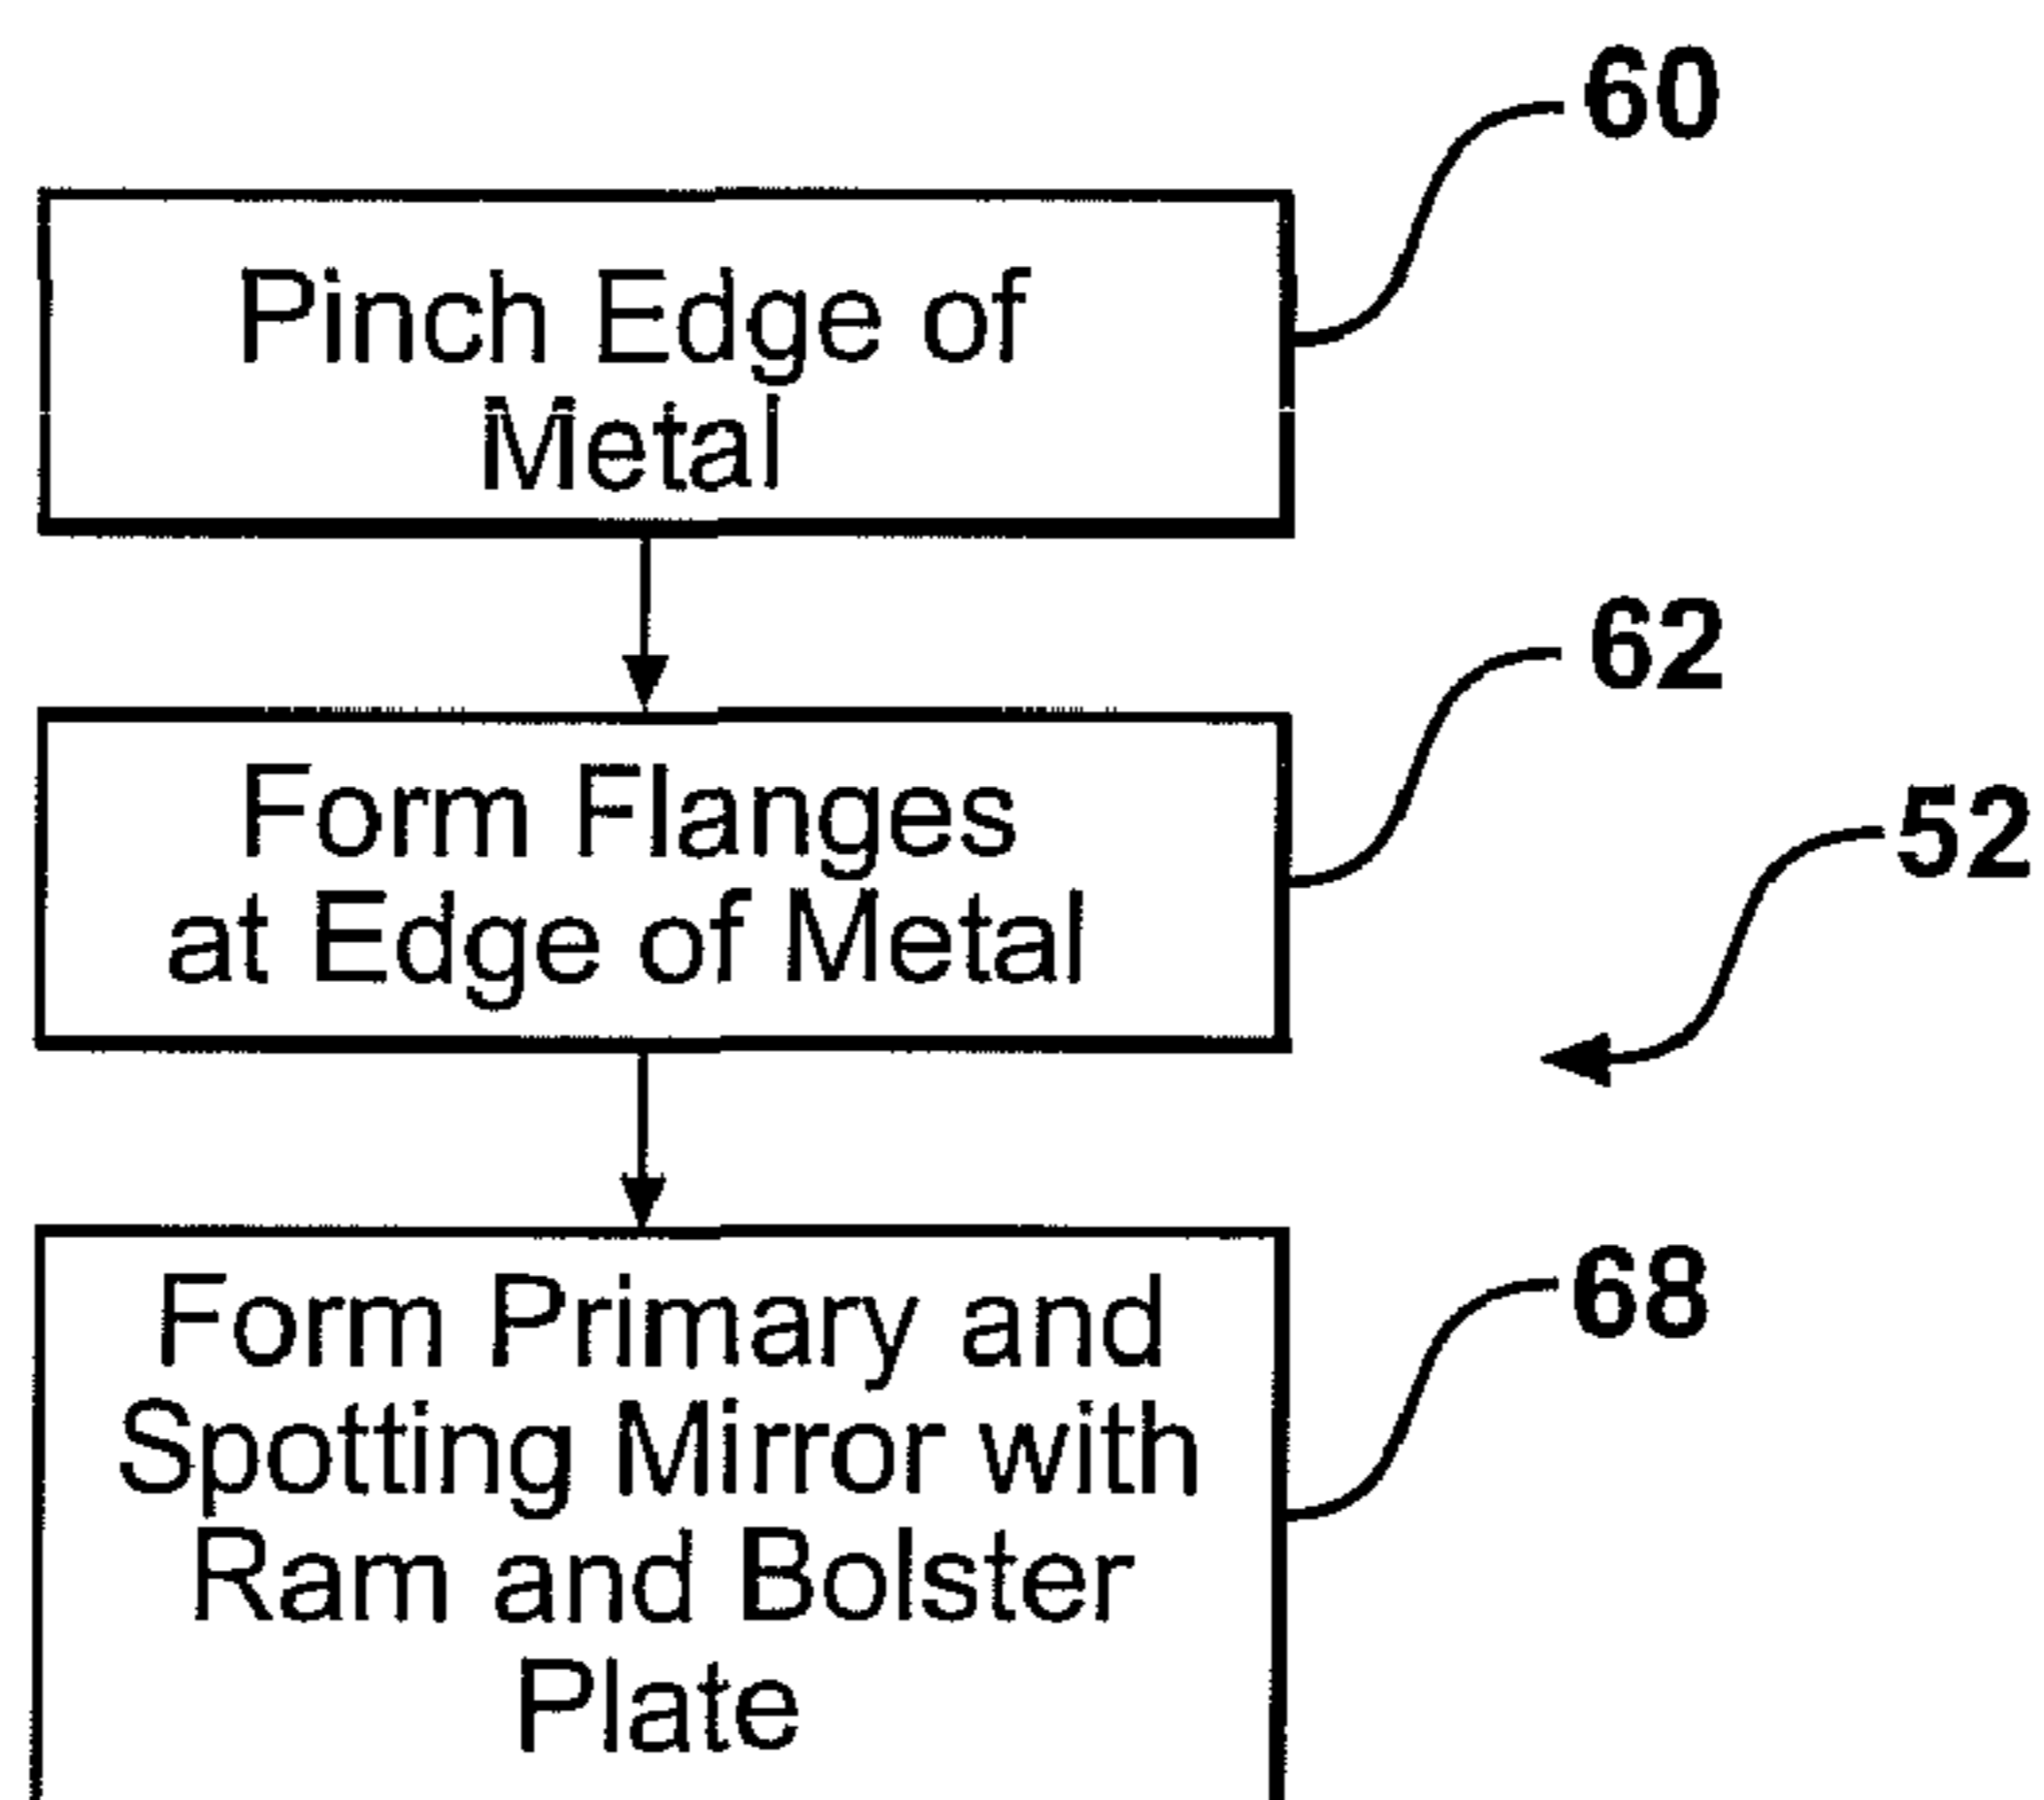 60
Pinch Edge of
Metal
62
Form Flanges
at Edge of Metal
52
68
Form Primary and
Spotting Mirror with
Ram and Bolster
Plate